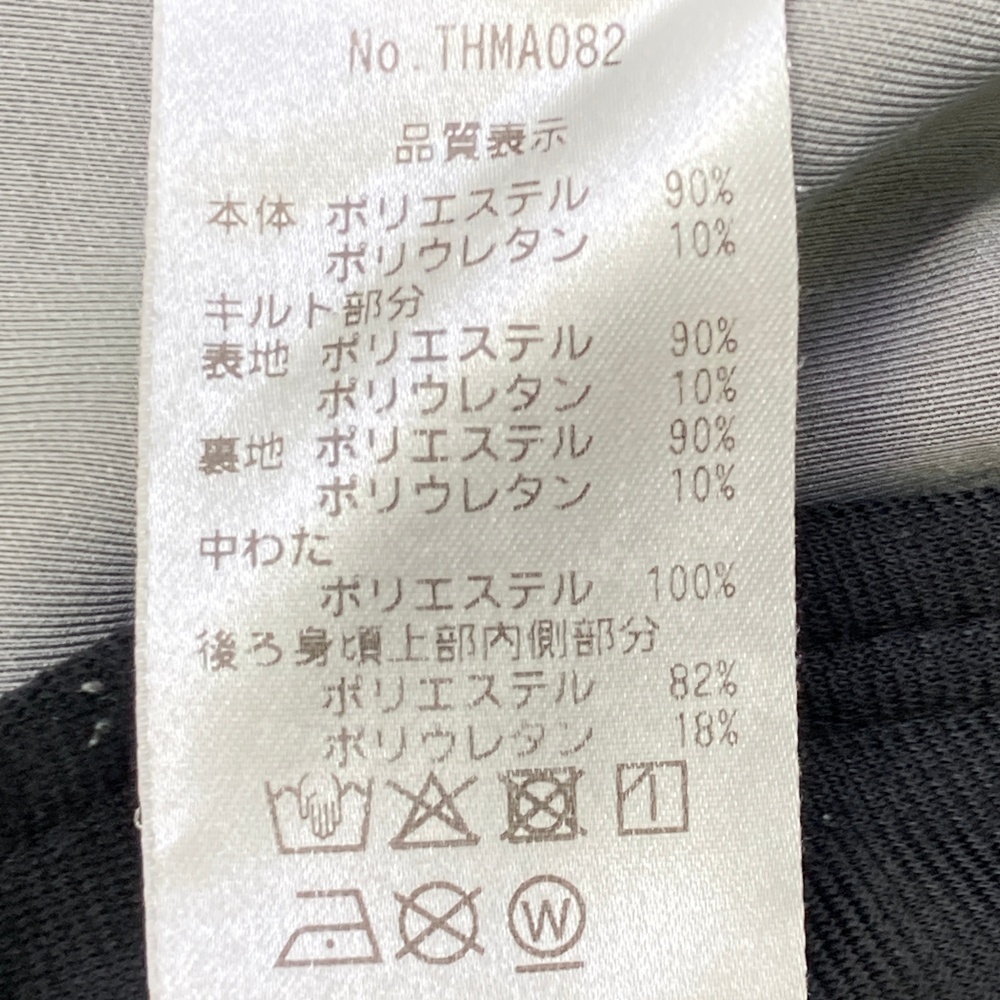 No.THMA082
品質表示
本体 ポリエステル 90%
ポリウレタン 10%
キルト部分
表地 ポリエステル 90%
ポリウレタン 10%
裏地 ポリエステル 90%
ポリウレタン 10%
中わた
ポリエステル 100%
後ろ身頃上部内側部分
ポリエステル 82%
ポリウレタン 18%
W